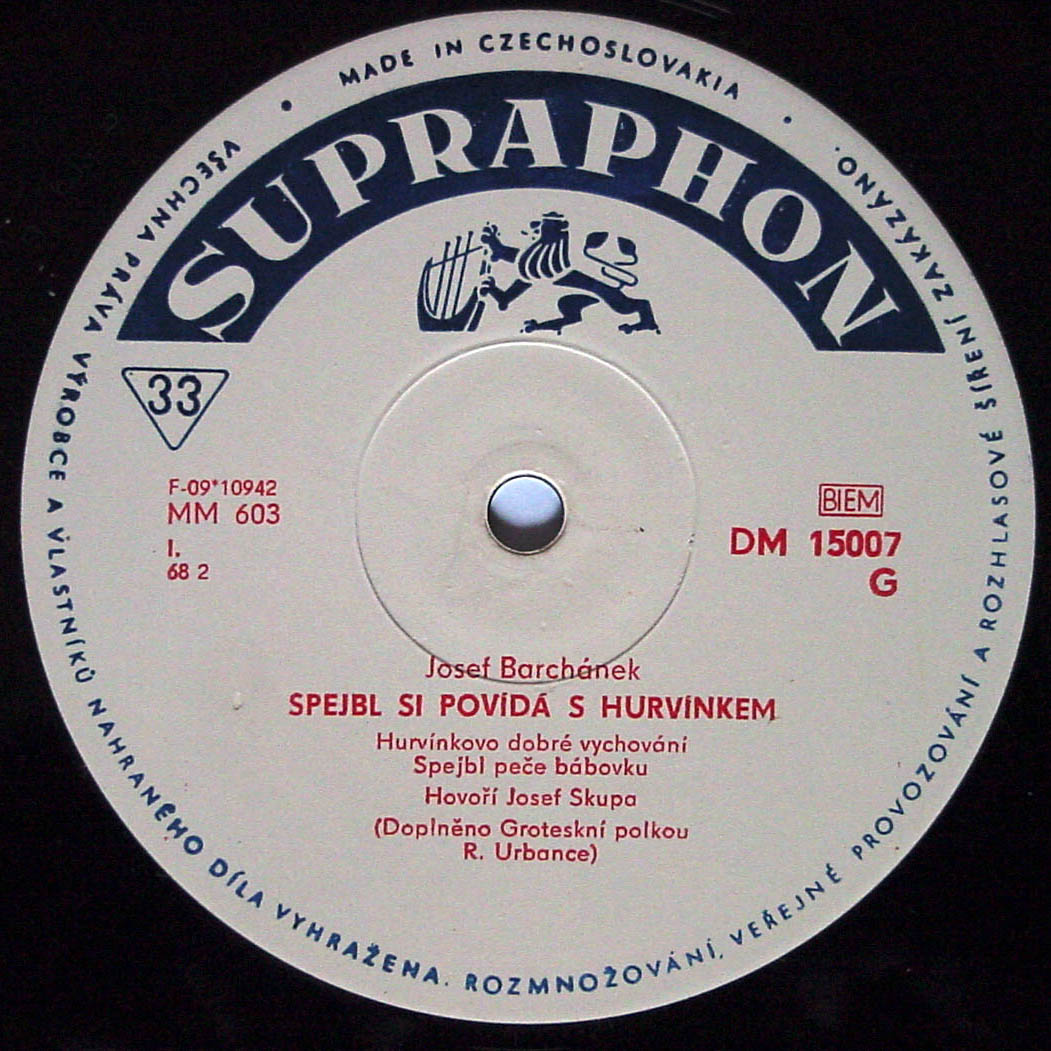 MADE IN CZECHOSLOVAKIA
SUPRAPHON
33
F-09*10942
MM 603
I.
68 2
BIEM
DM 15007
G
Josef Barchánek
SPEJBL SI POVÍDÁ S HURVÍNKEM
Hurvínkovo dobré vychování
Spejbl peče bábovku
Hovoří Josef Skupa
(Doplněno Groteskní polkou
R. Urbance)
VŠECHNA PRÁVA VÝROBCE A VLASTNÍKŮ NAHRANÉHO DÍLA VYHRAŽENA. ROZMNOŽOVÁNÍ, VEŘEJNÉ PROVOZOVÁNÍ A ROZHLASOVÉ ŠÍŘENÍ ZAKÁZÁNO.